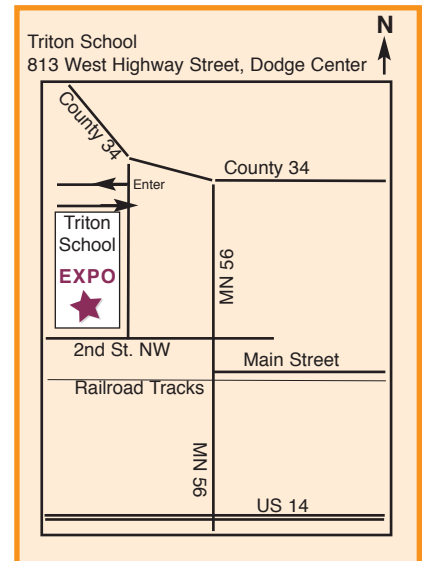 N
Triton School
813 West Highway Street, Dodge Center
County 34
County 34
Enter
Triton
School
EXPO
MN 56
2nd St. NW
Main Street
Railroad Tracks
MN 56
US 14